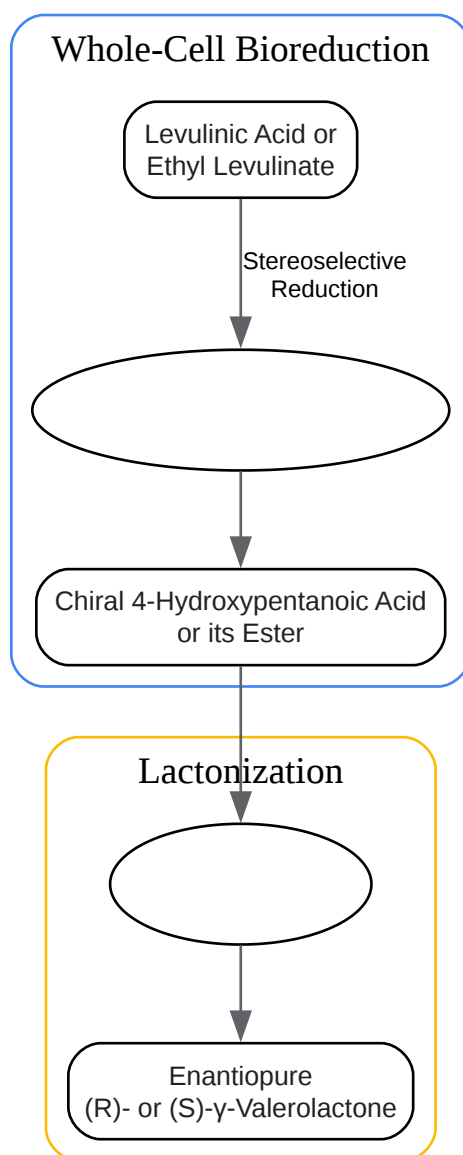 Whole-Cell Bioreduction
Levulinic Acid or
Ethyl Levulinate
Stereoselective
Reduction
Chiral 4-Hydroxypentanoic Acid
or its Ester
Lactonization
Enantiopure
(R)- or (S)-γ-Valerolactone